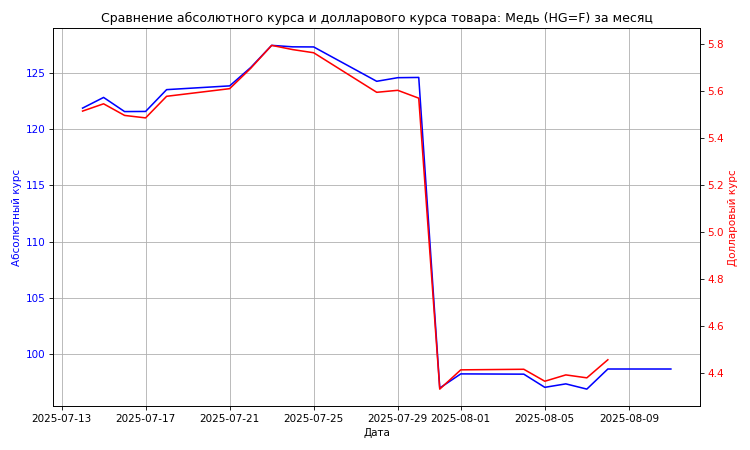 Сравнение абсолютного курса и долларового курса товара: Медь (HG=F) за месяц
Абсолютный курс
125
120
115
110
105
100
5.8
5.6
5.4
5.2
5.0
4.8
4.6
4.4
Долларовый курс
2025-07-13 2025-07-17 2025-07-21 2025-07-25 2025-07-29 2025-08-01 2025-08-05 2025-08-09
Дата